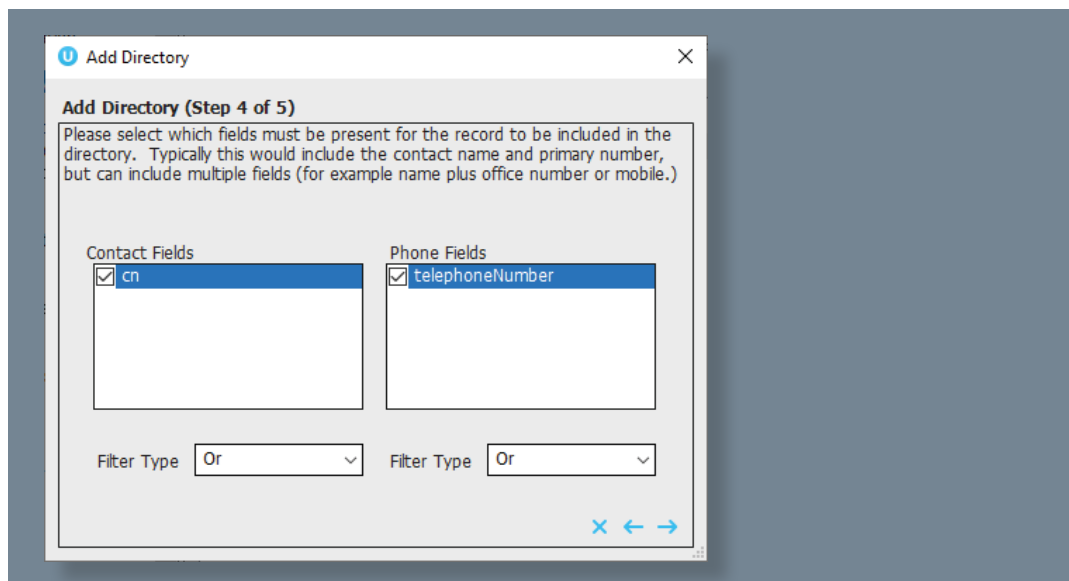 U Add Directory
Add Directory (Step 4 of 5)
Please select which fields must be present for the record to be included in the
directory.  Typically this would include the contact name and primary number,
but can include multiple fields (for example name plus office number or mobile.)
Contact Fields
Phone Fields
cn
telephoneNumber
Filter Type
Or
Filter Type
Or